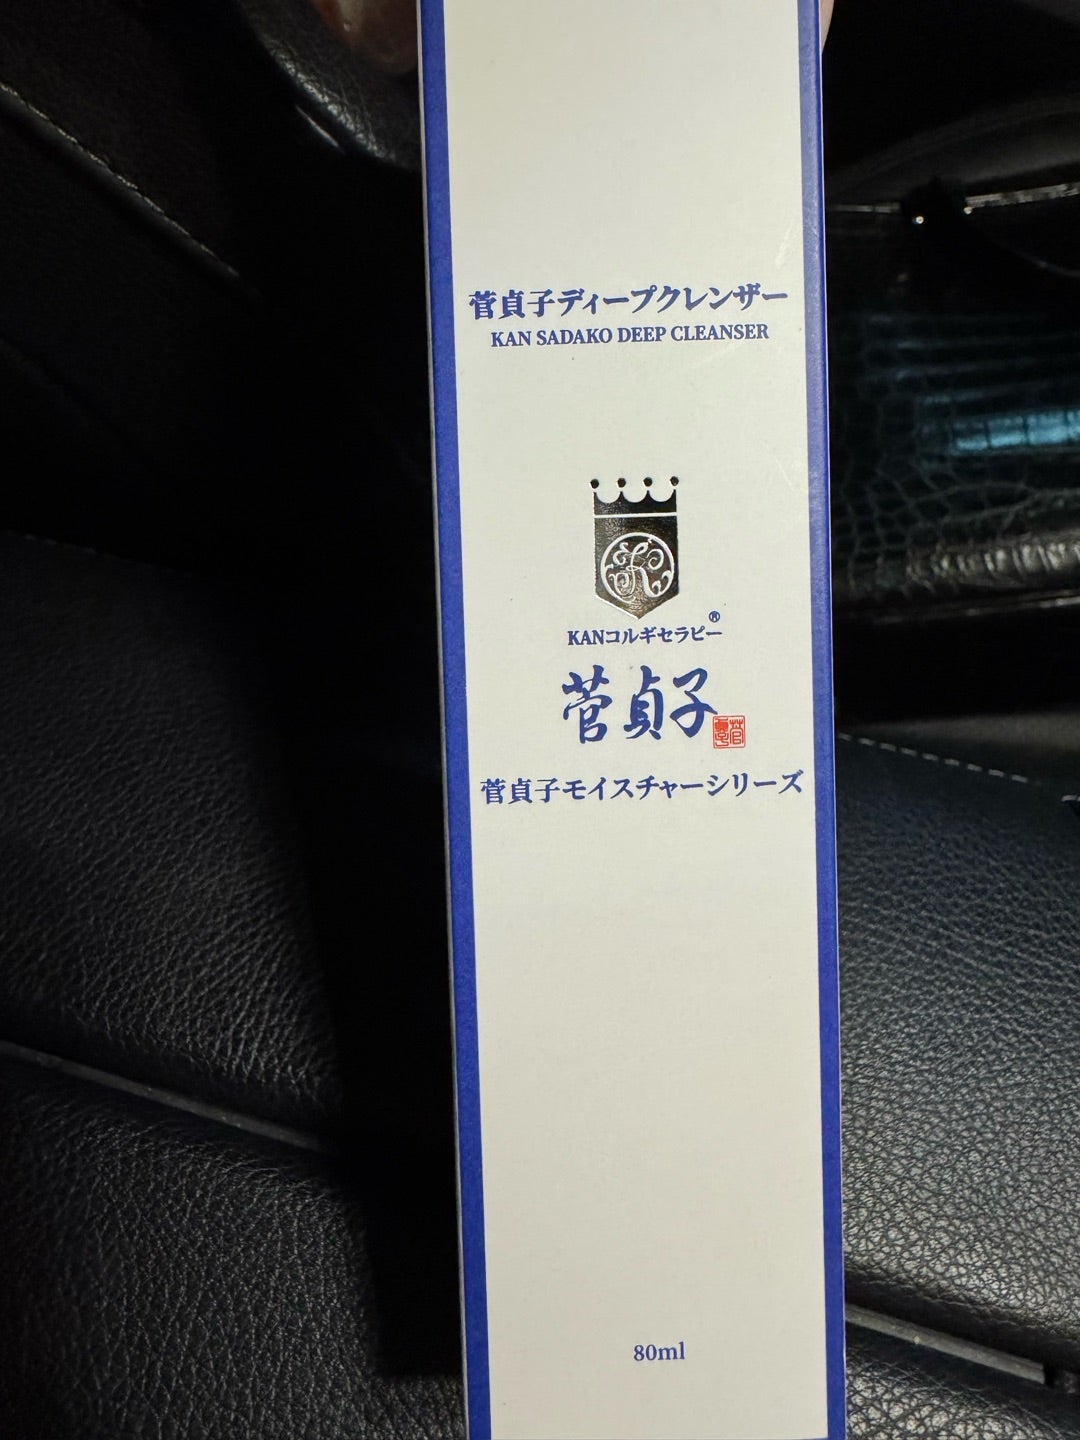 菅貞子ディープクレンザー
KAN SADAKO DEEP CLEANSER
KANコルギセラピー®
菅貞子
菅貞子モイスチャーシリーズ
80ml